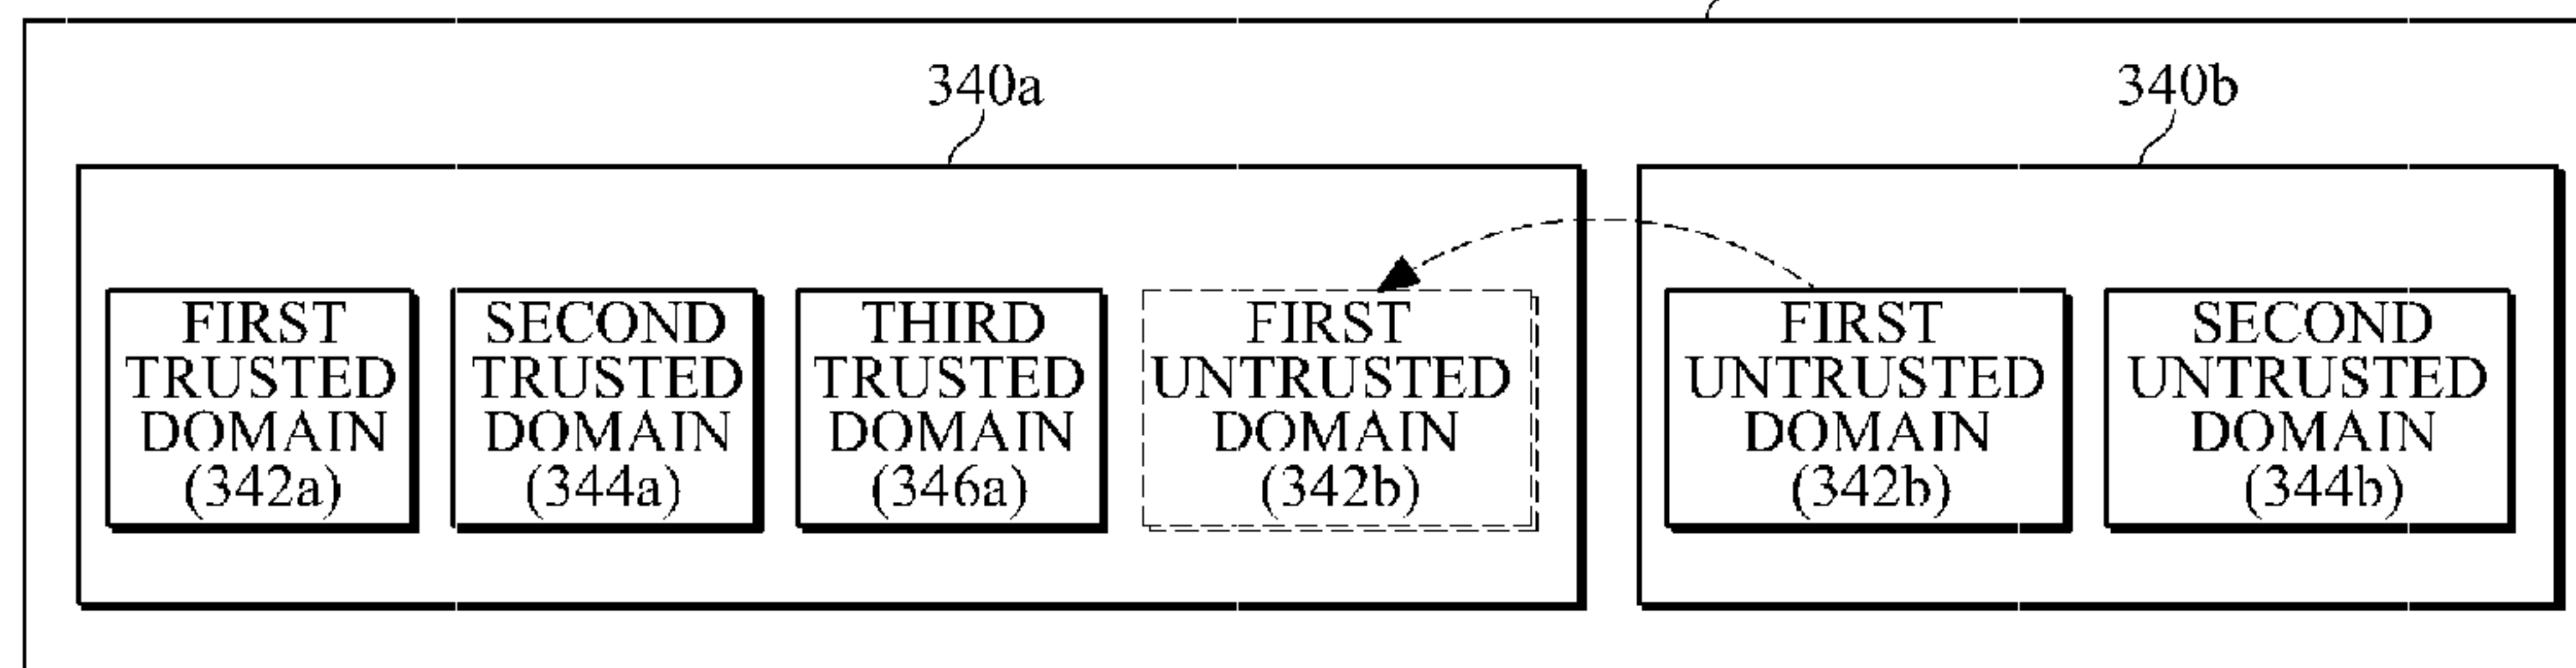 340a
340b
FIRST
TRUSTED
DOMAIN
(342a)
SECOND
TRUSTED
DOMAIN
(344a)
THIRD
TRUSTED
DOMAIN
(346a)
FIRST
UNTRUSTED
DOMAIN
(342b)
FIRST
UNTRUSTED
DOMAIN
(342b)
SECOND
UNTRUSTED
DOMAIN
(344b)